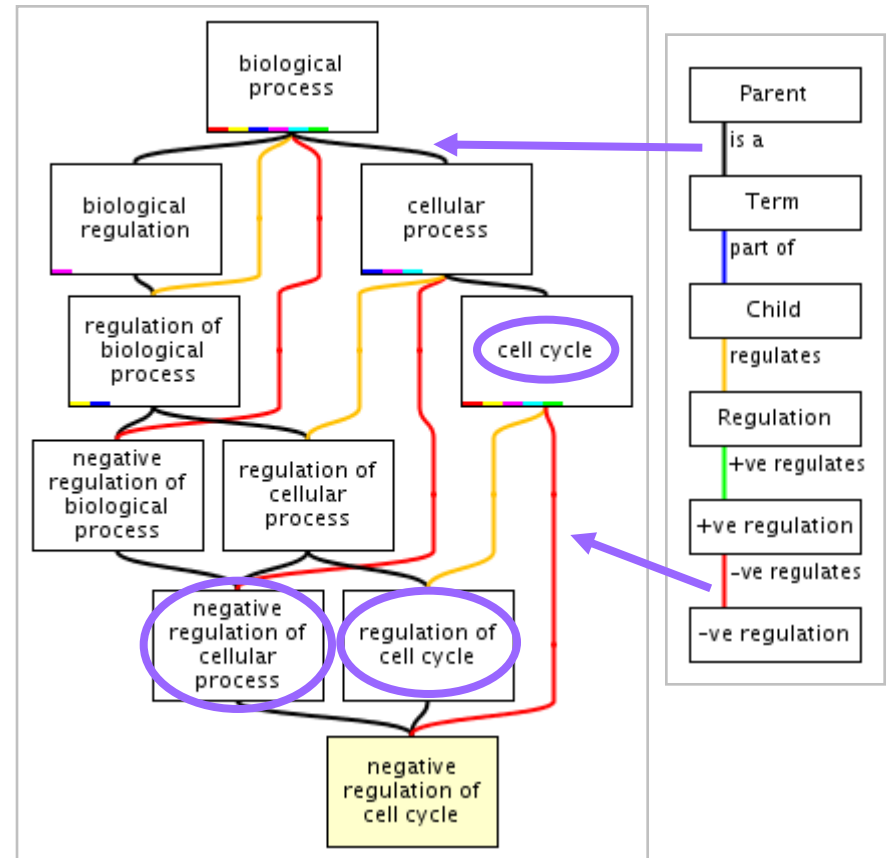 biological
process
biological
regulation
cellular
process
regulation of
biological
process
cell cycle
negative
regulation of
biological
process
regulation of
cellular
process
negative
regulation of
cellular
process
regulation of
cell cycle
negative
regulation of
cell cycle
Parent
is a
Term
part of
Child
regulates
Regulation
+ve regulates
+ve regulation
-ve regulates
-ve regulation